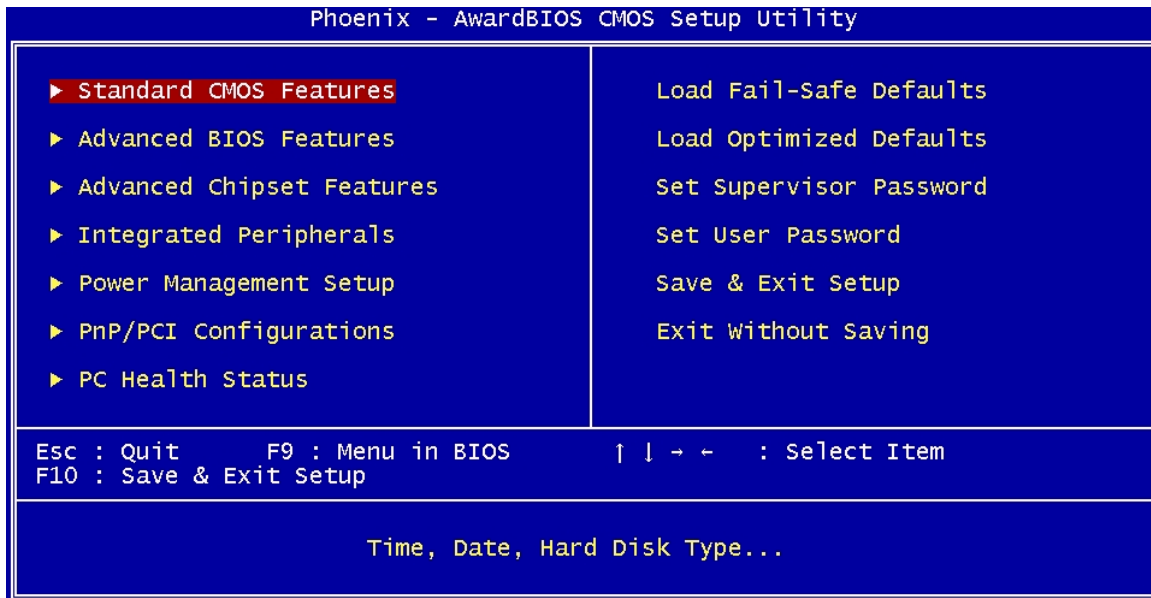 Phoenix - AwardBIOS CMOS Setup Utility
▶ Standard CMOS Features
▶ Advanced BIOS Features
▶ Advanced Chipset Features
▶ Integrated Peripherals
▶ Power Management Setup
▶ PnP/PCI Configurations
▶ PC Health Status
Load Fail-Safe Defaults
Load Optimized Defaults
Set Supervisor Password
Set User Password
Save & Exit Setup
Exit Without Saving
Esc : Quit F9 : Menu in BIOS ↑ ↓ → ← : Select Item
F10 : Save & Exit Setup
Time, Date, Hard Disk Type...